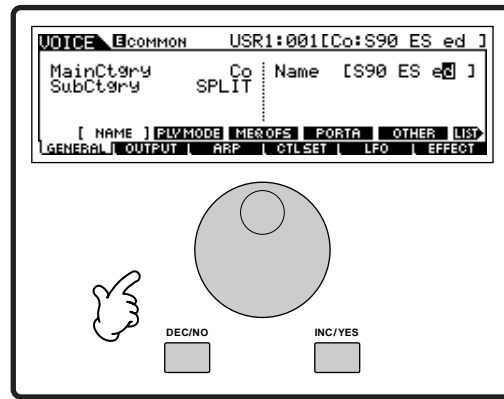 VOICE E COMMON USR1:001[Co:S90 ES ed ]
MainCtgry Co Name [S90 ES ed ]
SubCtgry SPLIT
[ NAME ] PLY MODE MEQ OFS PORTA OTHER LIST
GENERAL OUTPUT ARP CTL SET LFO EFFECT
DEC/NO INC/YES